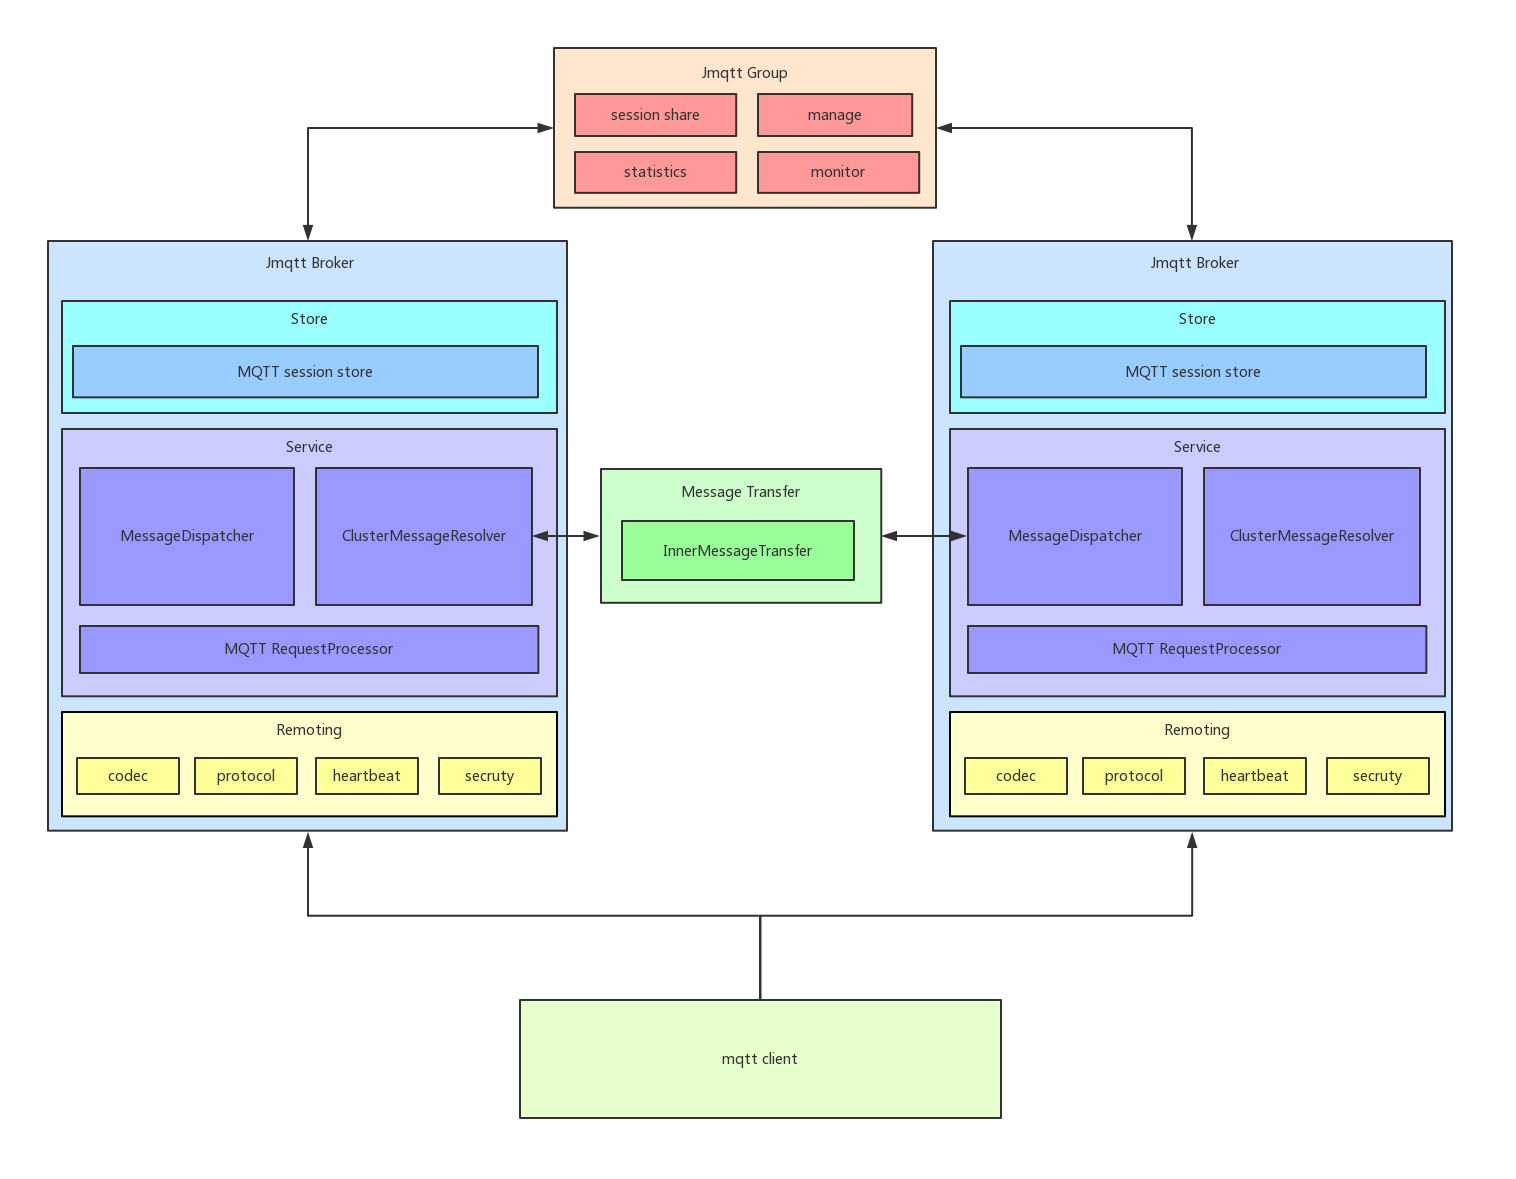 Jmqtt Group
session share
manage
statistics
monitor
Jmqtt Broker
Store
MQTT session store
Service
MessageDispatcher
ClusterMessageResolver
MQTT RequestProcessor
Remoting
codec
protocol
heartbeat
secruty
Message Transfer
InnerMessageTransfer
Jmqtt Broker
Store
MQTT session store
Service
MessageDispatcher
ClusterMessageResolver
MQTT RequestProcessor
Remoting
codec
protocol
heartbeat
secruty
mqtt client